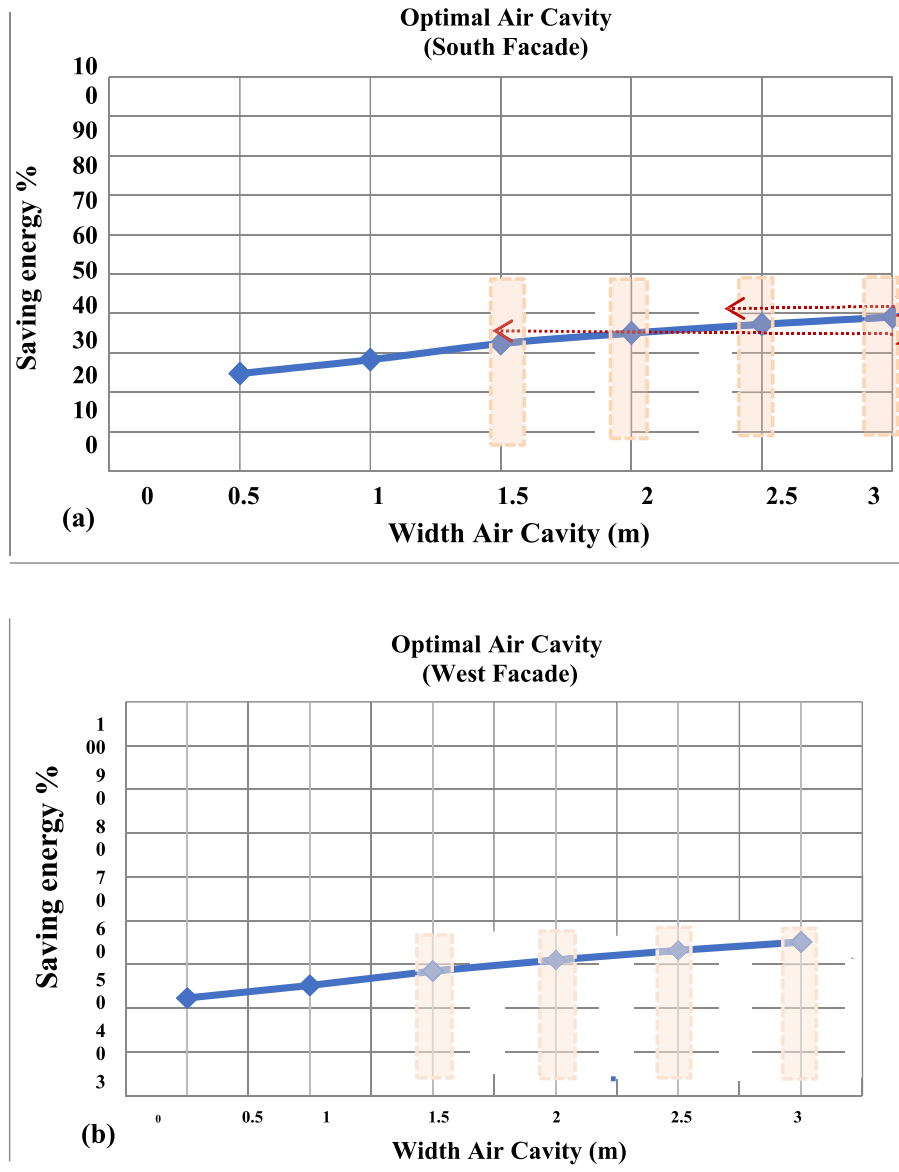 Optimal Air Cavity
(South Facade)
10
0
90
80
70
60
50
40
30
20
10
0
Saving energy %
0 0.5 1 1.5 2 2.5 3
(a)
Width Air Cavity (m)
Optimal Air Cavity
(West Facade)
1
00
9
0
8
0
7
0
6
0
5
0
4
0
3
Saving energy %
0 0.5 1 1.5 2 2.5 3
(b)
Width Air Cavity (m)